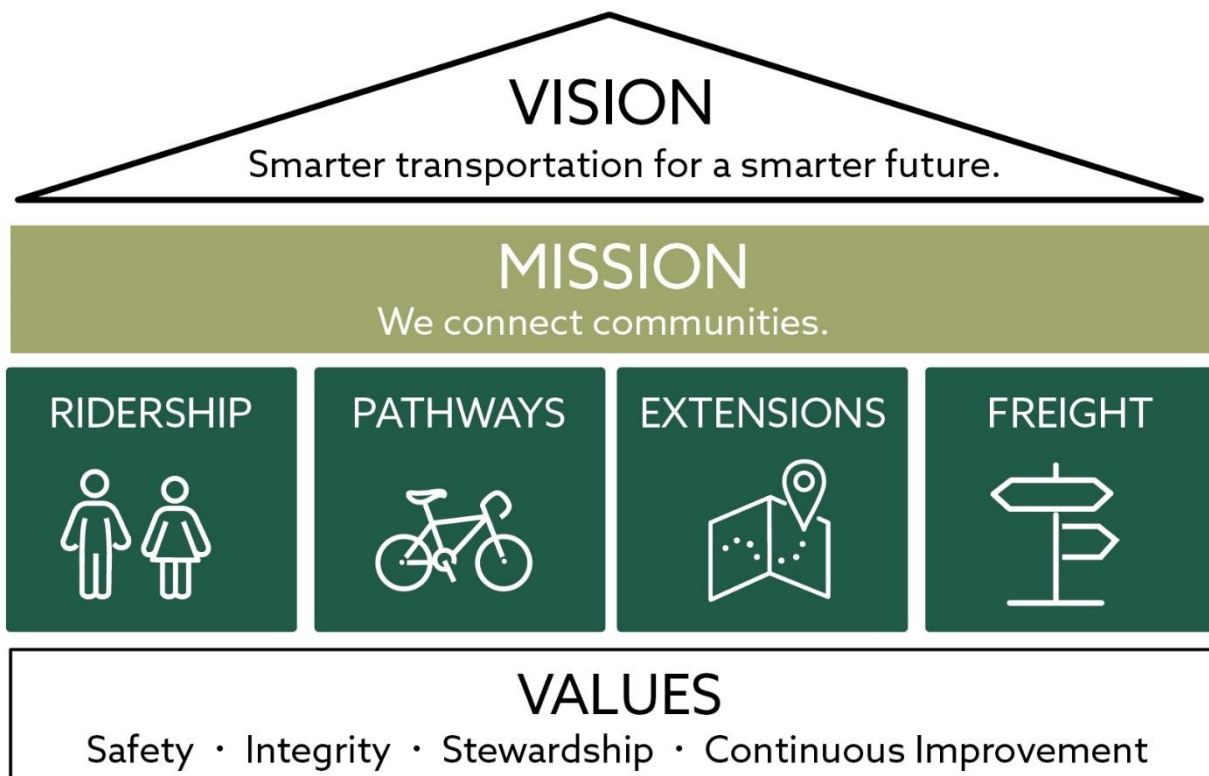 VISION
Smarter transportation for a smarter future.
MISSION
We connect communities.
RIDERSHIP
PATHWAYS
EXTENSIONS
FREIGHT
VALUES
Safety · Integrity · Stewardship · Continuous Improvement